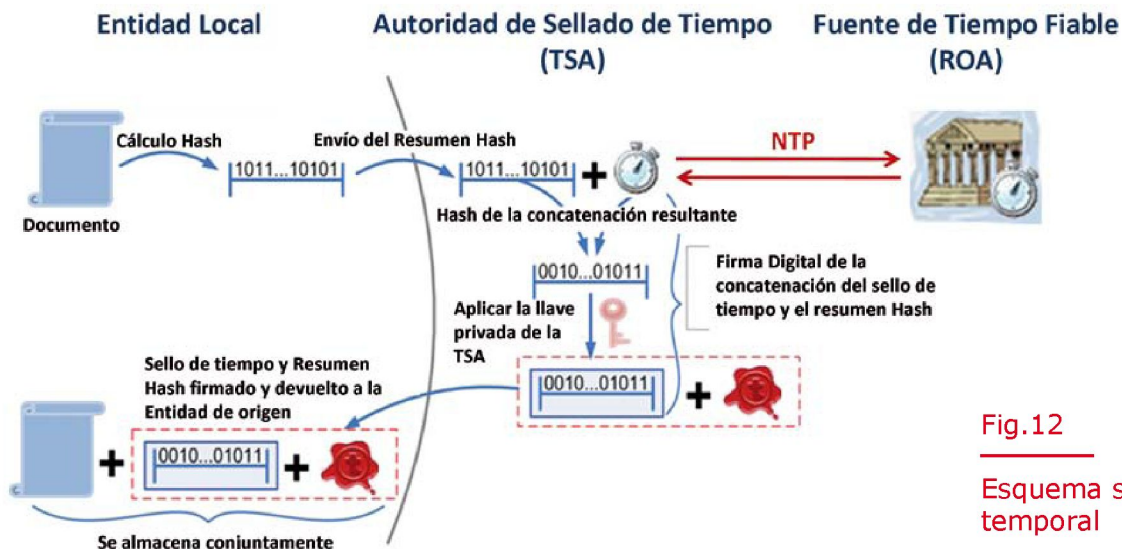 Entidad Local
Autoridad de Sellado de Tiempo
(TSA)
Fuente de Tiempo Fiable
(ROA)
Cálculo Hash
Envío del Resumen Hash
NTP
1011...10101
1011...10101
Documento
Hash de la concatenación resultante
0010...01011
Firma Digital de la
concatenación del sello de
tiempo y el resumen Hash
Aplicar la llave
privada de la
TSA
0010...01011
Sello de tiempo y Resumen
Hash firmado y devuelto a la
Entidad de origen
0010...01011
Se almacena conjuntamente
Fig.12
Esquema s
temporal